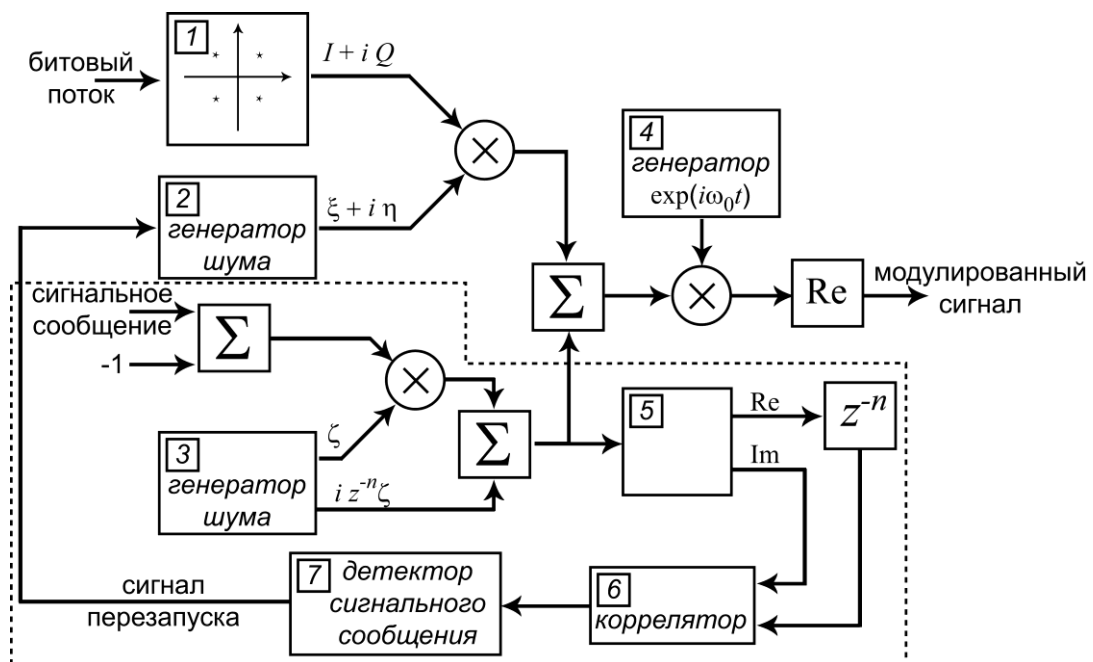 битовый
поток
1
I + i Q
2
генератор
шума
ξ + i η
4
генератор
exp(iω₀t)
Σ
Re
модулированный
сигнал
сигнальное
сообщение
-1
Σ
3
генератор
шума
ζ
i z⁻ⁿζ
Σ
5
Re
Im
z⁻ⁿ
7
детектор
сигнального
сообщения
6
коррелятор
сигнал
перезапуска